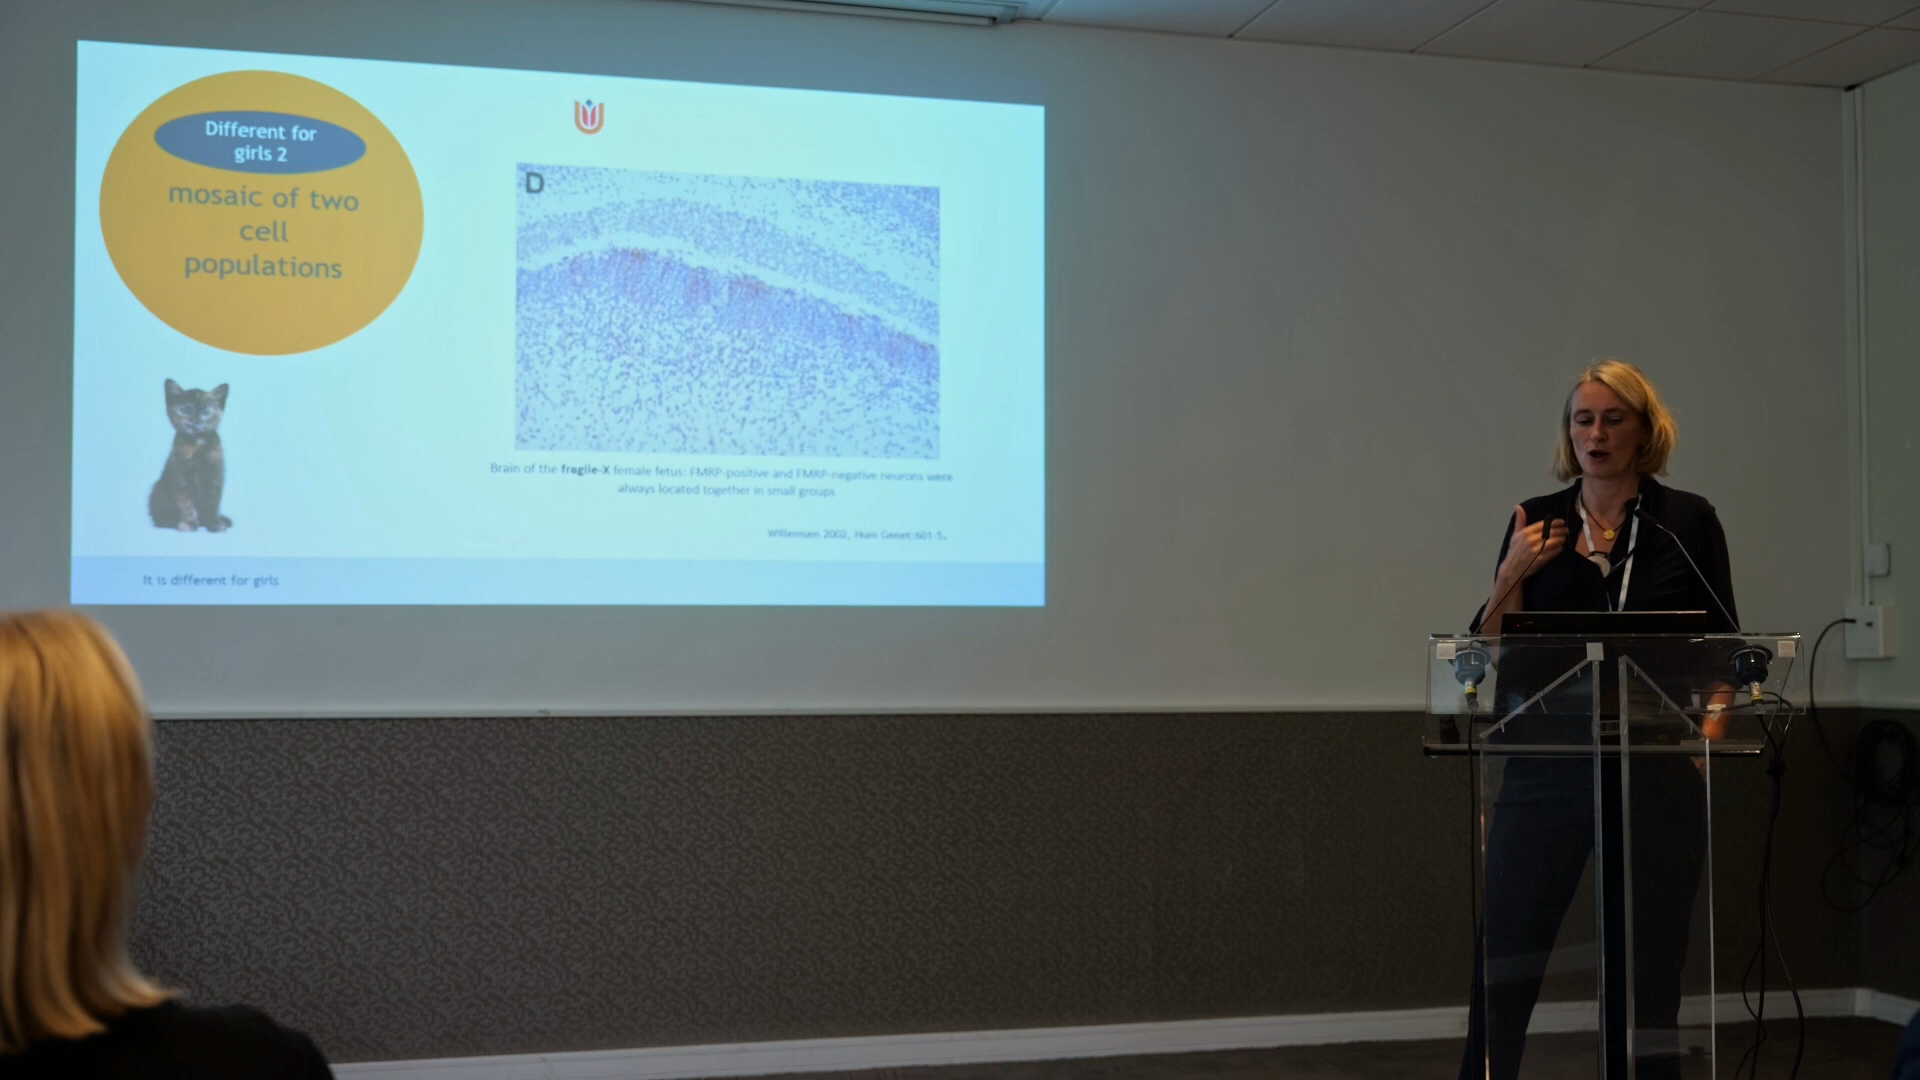 Different for
girls 2
mosaic of two
cell
populations
D
Brain of the fragile-X female fetus: FMRP-positive and FMRP-negative neurons were
always located together in small groups
Willemsen 2002, Hum Genet:601-5.
It is different for girls